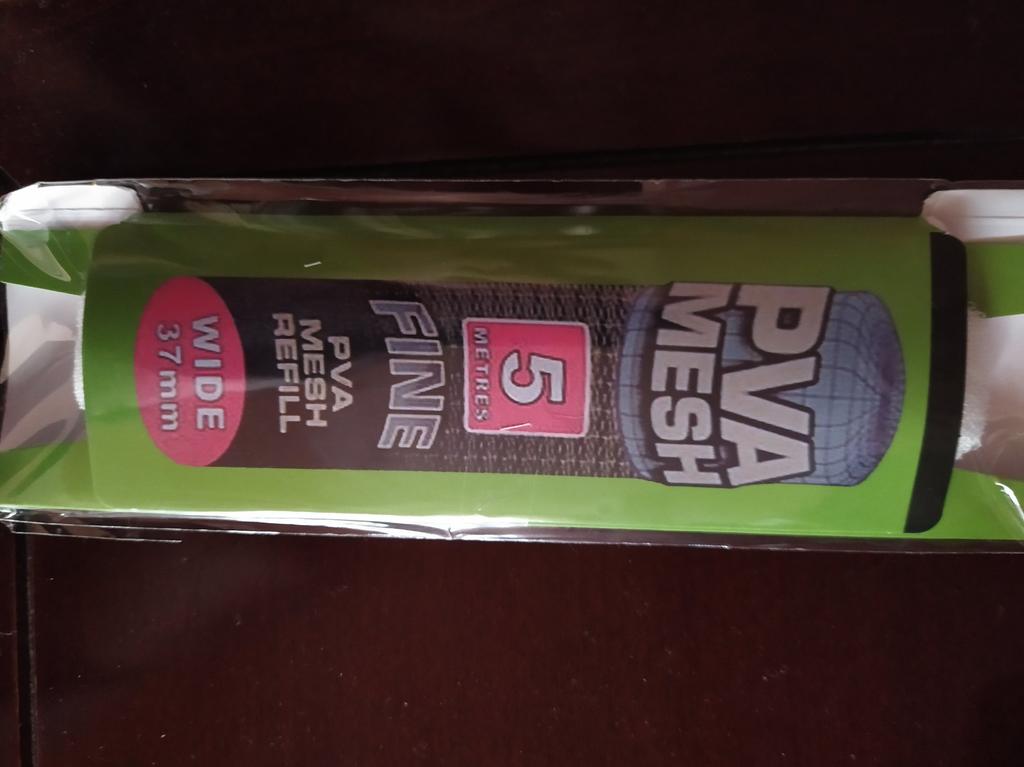 PVA
MESH
5
METRES
FINE
PVA
MESH
REFILL
WIDE
37mm